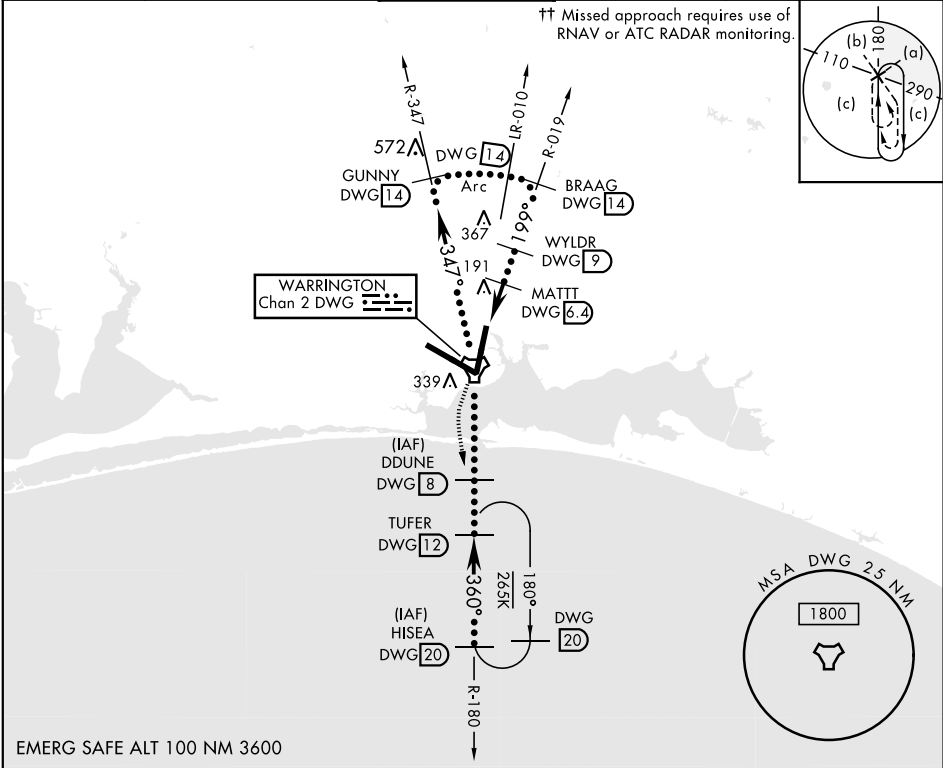 †† Missed approach requires use of
RNAV or ATC RADAR monitoring.
(b)
180
(a)
110
290
(c)
(c)
R-347
LR-010
R-019
572
DWG 14
Arc
GUNNY
DWG 14
BRAAG
DWG 14
367
199°
WYLDR
DWG 9
347°
191
MATTT
DWG 6.4
WARRINGTON
Chan 2 DWG
339
(IAF)
DDUNE
DWG 8
TUFER
DWG 12
360°
265K
180°
(IAF)
HISEA
DWG 20
DWG
20
R-180
MSA DWG 25 NM
1800
EMERG SAFE ALT 100 NM 3600